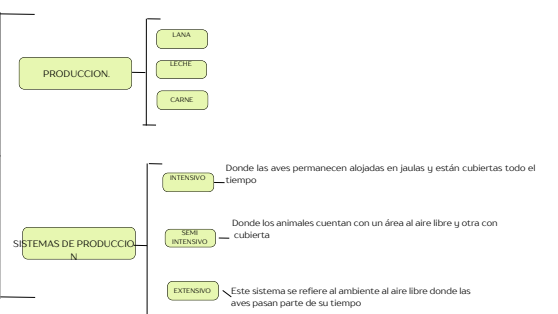 PRODUCCION.
LANA
LECHE
CARNE
SISTEMAS DE PRODUCCIO
N
INTENSIVO
Donde las aves permanecen alojadas en jaulas y están cubiertas todo el
tiempo
SEMI
INTENSIVO
Donde los animales cuentan con un área al aire libre y otra con
cubierta
EXTENSIVO
Este sistema se refiere al ambiente al aire libre donde las
aves pasan parte de su tiempo